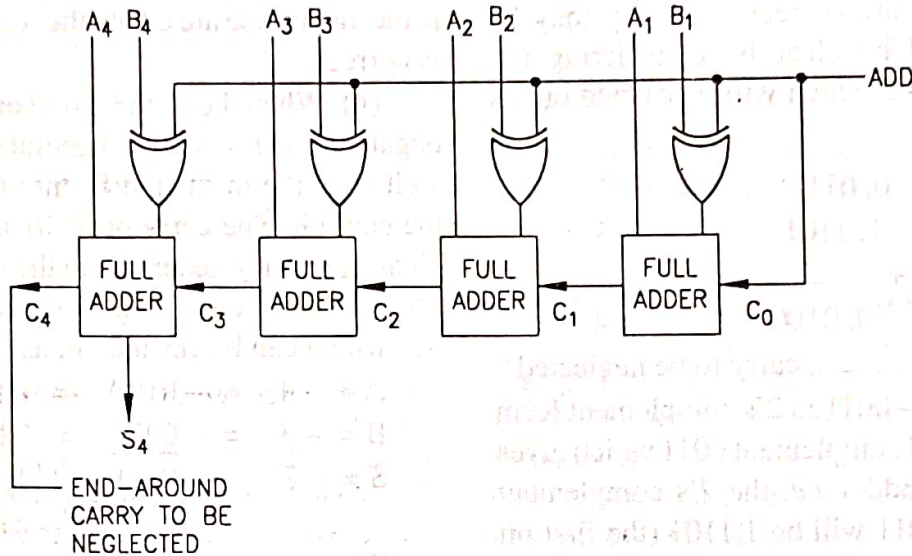 A4 B4 A3 B3 A2 B2 A1 B1
ADD
FULL ADDER
FULL ADDER
FULL ADDER
FULL ADDER
C4 C3 C2 C1 C0
S4
END-AROUND
CARRY TO BE
NEGLECTED